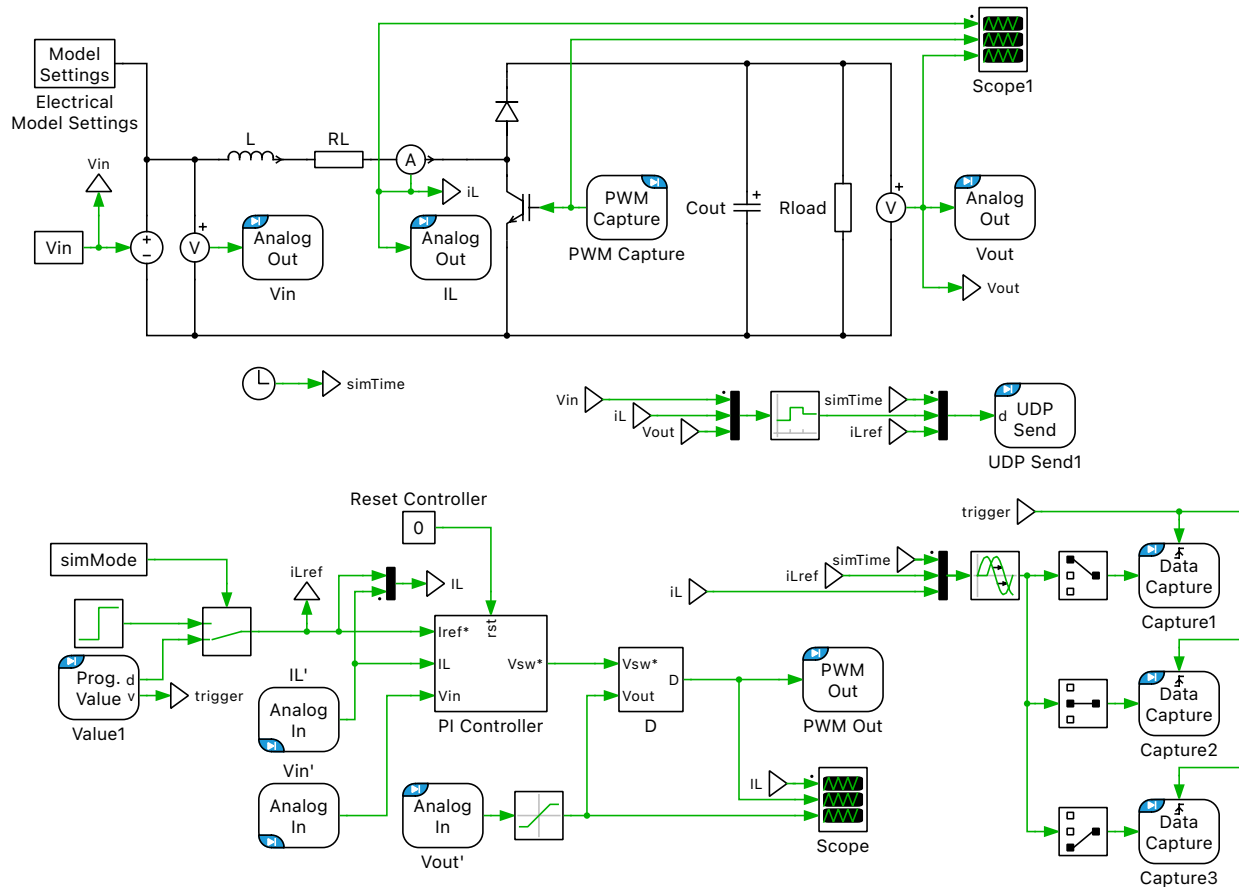 Model
Settings
Electrical
Model Settings
Scope1
Vin
L
RL
A
iL
Vin
V
Analog
Out
Vin
Analog
Out
IL
PWM
Capture
PWM Capture
Cout
Rload
V
Analog
Out
Vout
Vout
simTime
Vin
iL
Vout
simTime
iLref
d
UDP
Send
UDP Send1
Reset Controller
0
simMode
iLref
IL
Prog.
Value
d
v
Value1
trigger
IL'
Analog
In
Vin'
Analog
In
rst
Iref*
IL
Vin
Vsw*
PI Controller
Vsw*
Vout
D
D
PWM
Out
PWM Out
Analog
In
Vout'
IL
Scope
trigger
simTime
iLref
iL
Data
Capture
Capture1
Data
Capture
Capture2
Data
Capture
Capture3